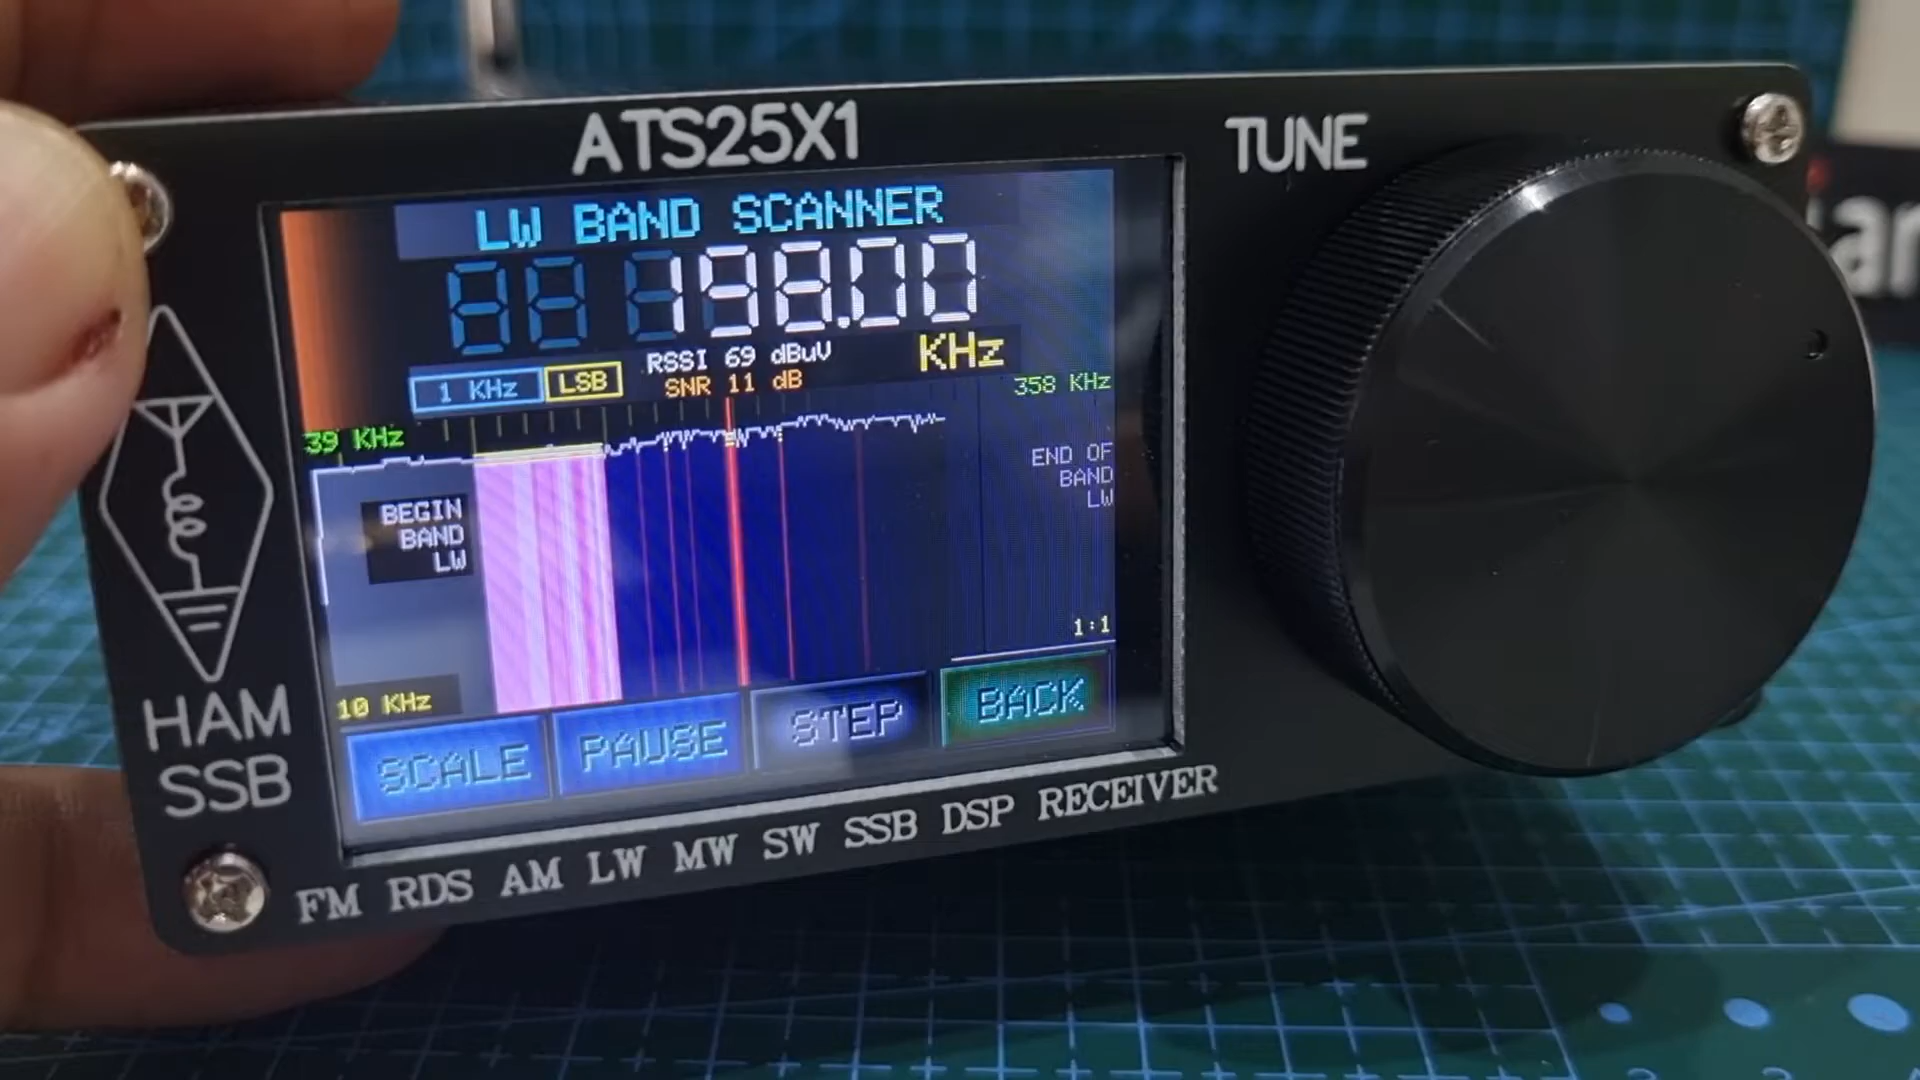 ATS25X1
TUNE
LW BAND SCANNER
198.00
KHz
1 KHz
LSB
RSSI 69 dBuV
SNR 11 dB
39 KHz
358 KHz
BEGIN
BAND
LW
END OF
BAND
LW
10 KHz
1:1
SCALE
PAUSE
STEP
BACK
HAM
SSB
FM RDS AM LW MW SW SSB DSP RECEIVER